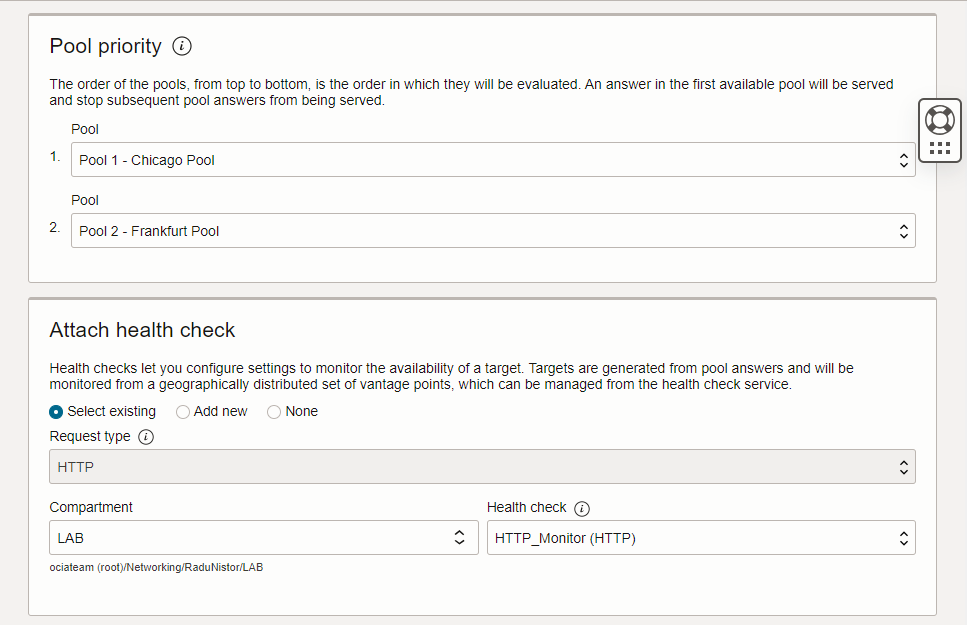 Pool priority i
The order of the pools, from top to bottom, is the order in which they will be evaluated. An answer in the first available pool will be served
and stop subsequent pool answers from being served.
Pool
1. Pool 1 - Chicago Pool
Pool
2. Pool 2 - Frankfurt Pool
Attach health check
Health checks let you configure settings to monitor the availability of a target. Targets are generated from pool answers and will be
monitored from a geographically distributed set of vantage points, which can be managed from the health check service.
Select existing Add new None
Request type i
HTTP
Compartment Health check i
LAB HTTP_Monitor (HTTP)
ociateam (root)/Networking/RaduNistor/LAB